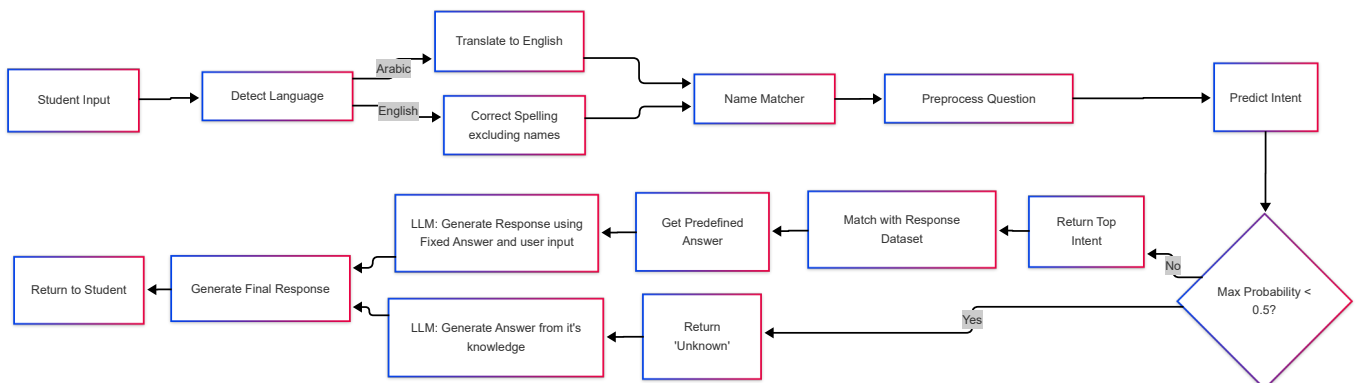 Student Input
Detect Language
Arabic
English
Translate to English
Correct Spelling
excluding names
Name Matcher
Preprocess Question
Predict Intent
Max Probability <
0.5?
No
Yes
Return Top
Intent
Match with Response
Dataset
Get Predefined
Answer
LLM: Generate Response using
Fixed Answer and user input
Return
'Unknown'
LLM: Generate Answer from it's
knowledge
Generate Final Response
Return to Student